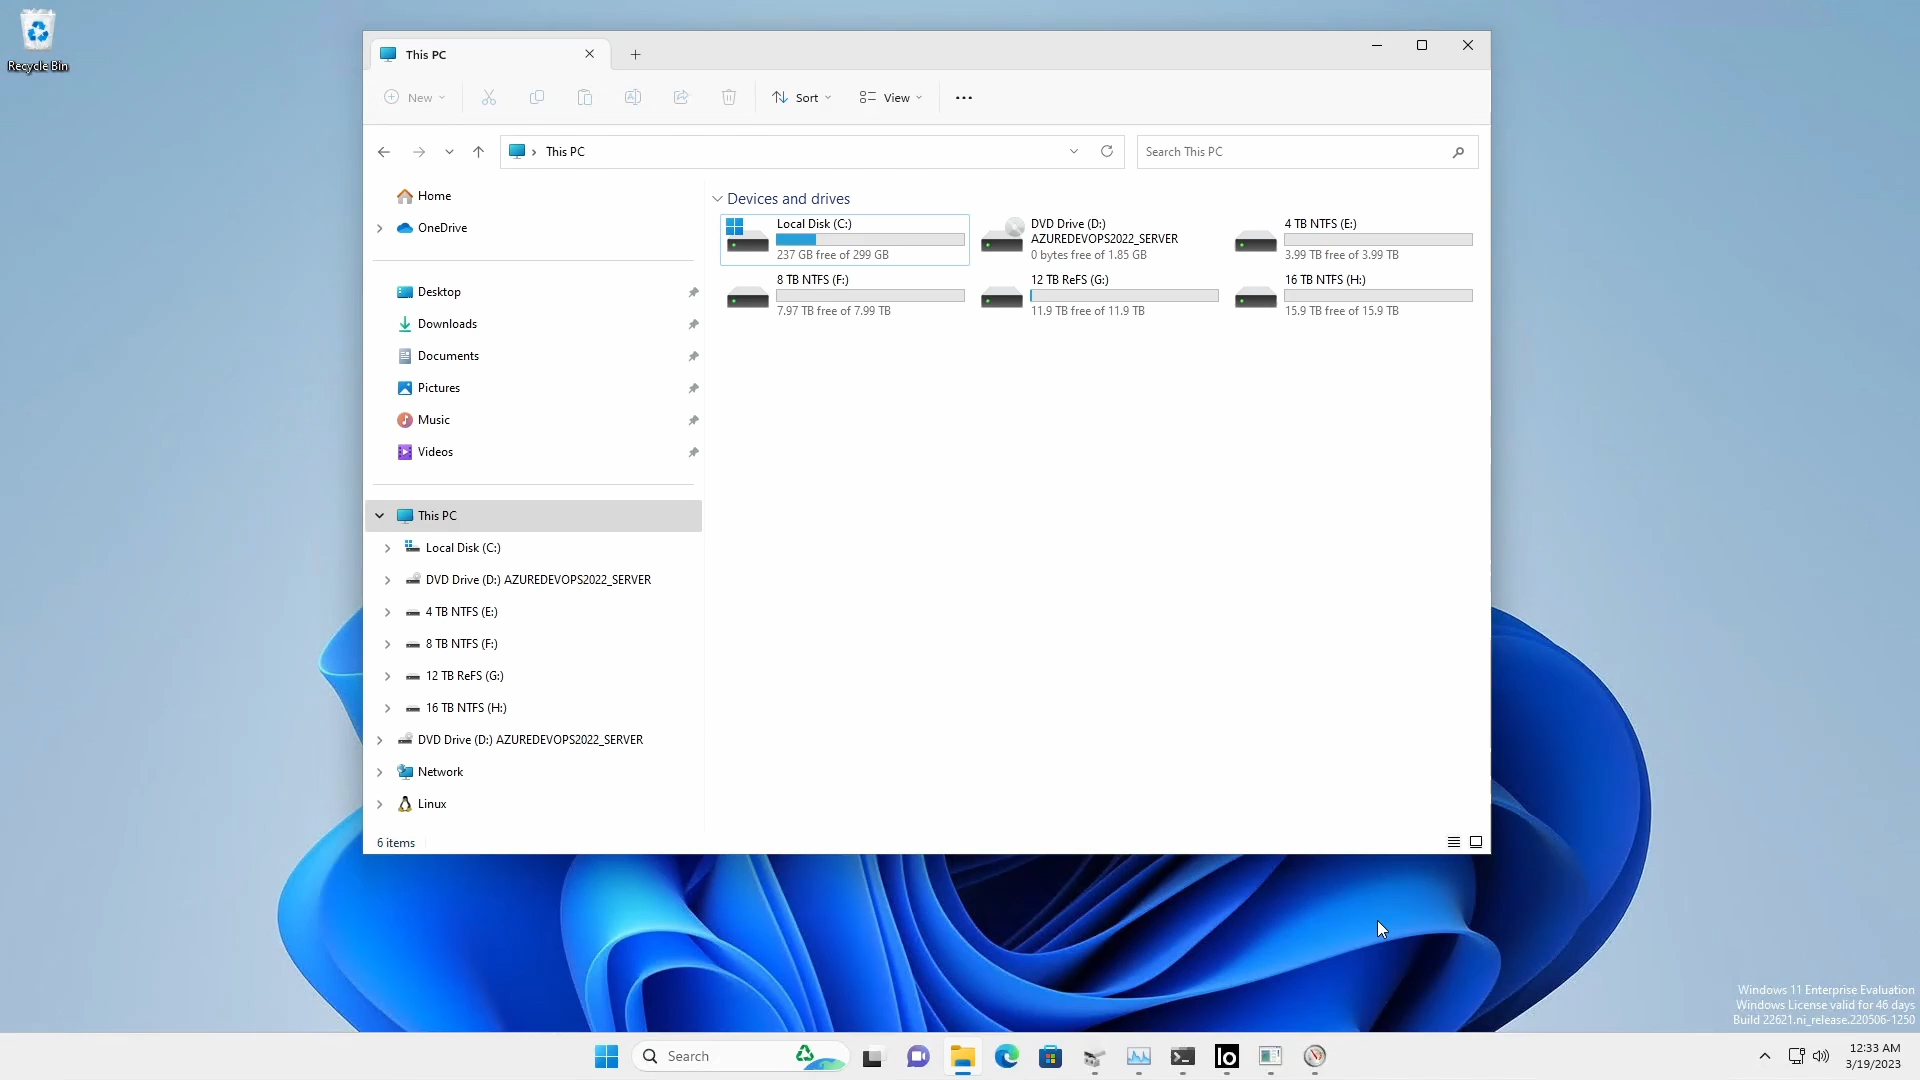 Recycle Bin
This PC
New
Sort
View
This PC
Search This PC
Home
OneDrive
Desktop
Downloads
Documents
Pictures
Music
Videos
This PC
Local Disk (C:)
DVD Drive (D:) AZUREDEVOPS2022_SERVER
4 TB NTFS (E:)
8 TB NTFS (F:)
12 TB ReFS (G:)
16 TB NTFS (H:)
DVD Drive (D:) AZUREDEVOPS2022_SERVER
Network
Linux
Devices and drives
Local Disk (C:)
237 GB free of 299 GB
DVD Drive (D:)
AZUREDEVOPS2022_SERVER
0 bytes free of 1.85 GB
4 TB NTFS (E:)
3.99 TB free of 3.99 TB
8 TB NTFS (F:)
7.97 TB free of 7.99 TB
12 TB ReFS (G:)
11.9 TB free of 11.9 TB
16 TB NTFS (H:)
15.9 TB free of 15.9 TB
6 items
Windows 11 Enterprise Evaluation
Windows License valid for 46 days
Build 22621.ni_release.220506-1250
Search
Io
12:33 AM
3/19/2023